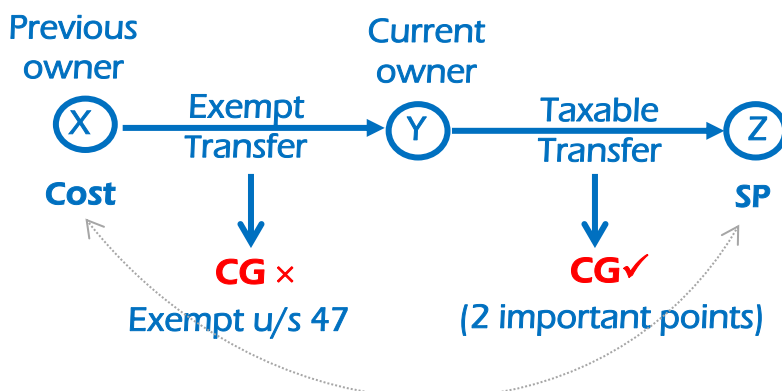 Previous
owner
Current
owner
X
Exempt
Transfer
Y
Taxable
Transfer
Z
Cost
SP
CG ×
CG✓
Exempt u/s 47
(2 important points)